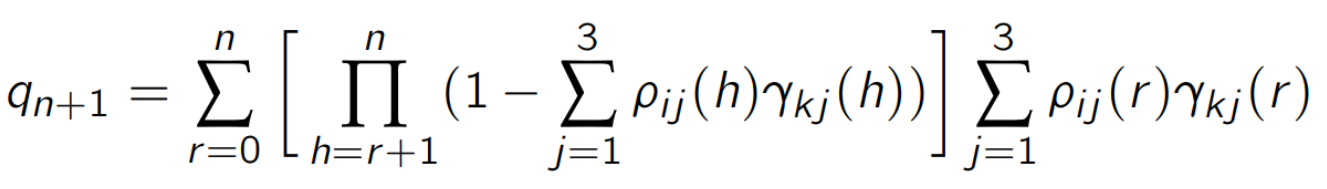 $q_{n+1} = \sum_{r=0}^{n} \left[ \prod_{h=r+1}^{n} (1 - \sum_{j=1}^{3} \rho_{ij}(h) \gamma_{kj}(h)) \right] \sum_{j=1}^{3} \rho_{ij}(r) \gamma_{kj}(r)$